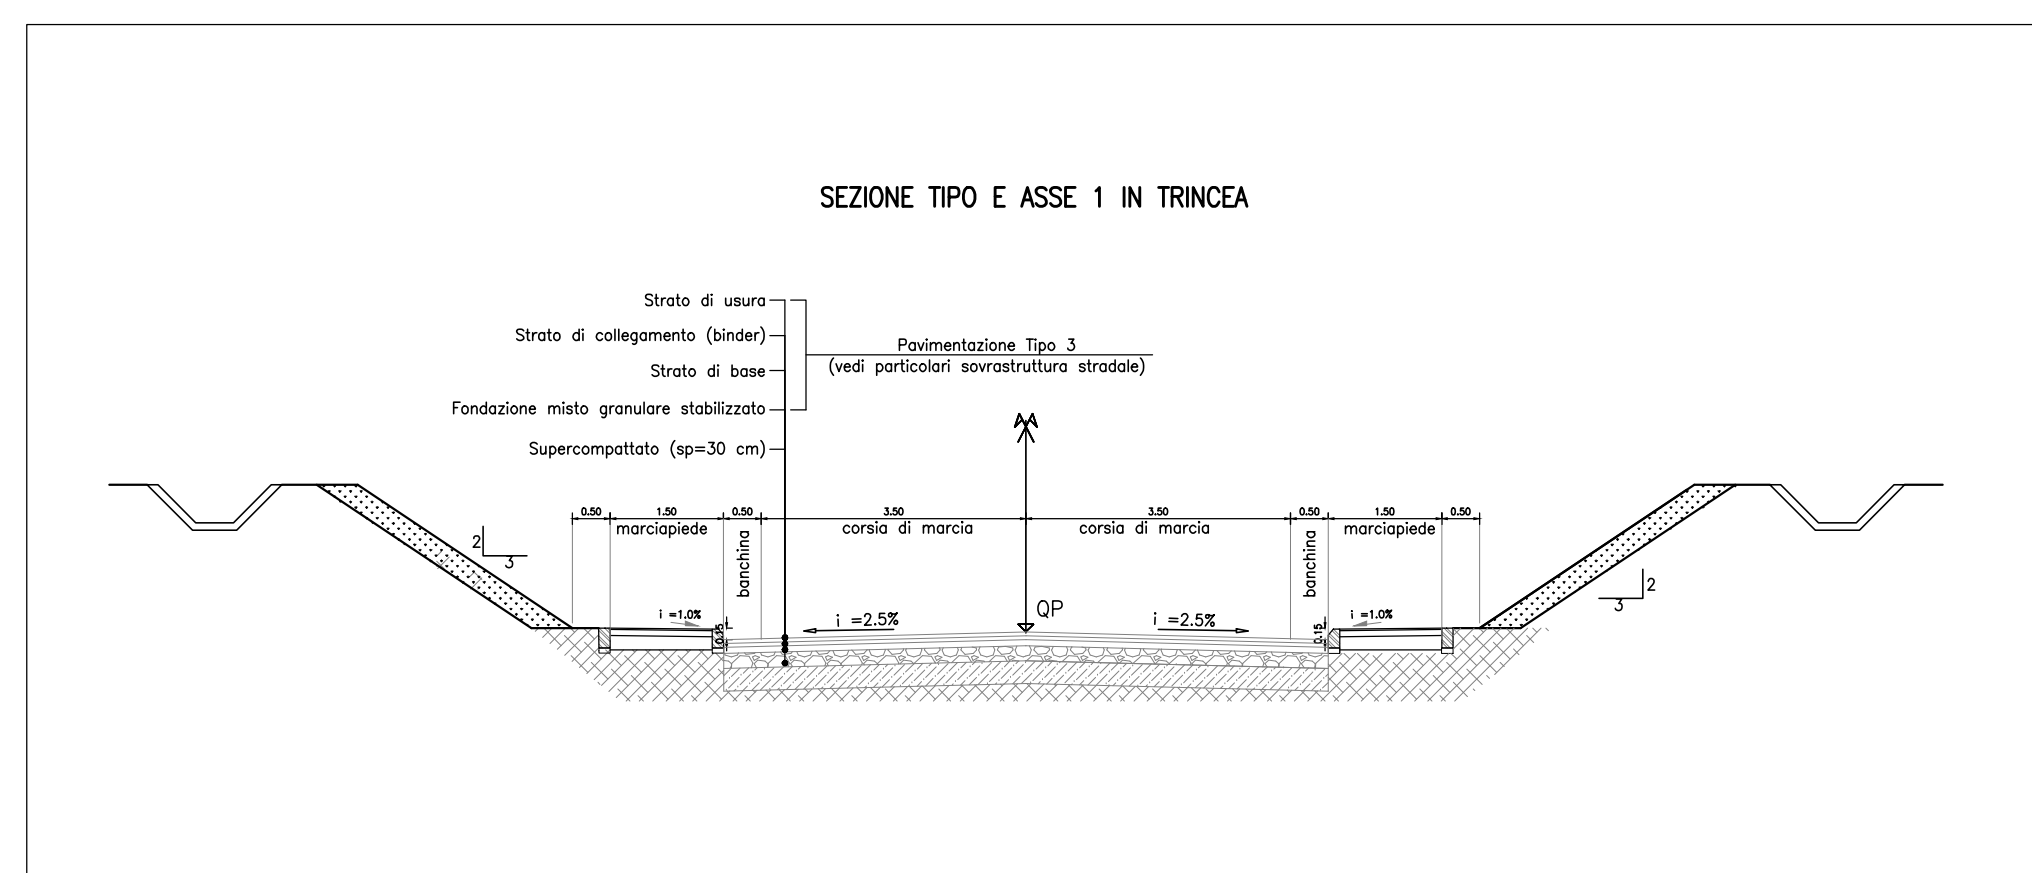 SEZIONE TIPO E ASSE 1 IN TRINCEA
Strato di usura
Strato di collegamento (binder)
Pavimentazione Tipo 3
(vedi particolari sovrastruttura stradale)
Strato di base
Fondazione misto granulare stabilizzato
Supercompattato (sp=30 cm)
0.50 1.50 0.50 3.50 3.50 0.50 1.50 0.50
marciapiede corsia di marcia corsia di marcia marciapiede
banchina banchina
2
3
2
3
QP
i =1.0% i =2.5% i =2.5% i =1.0%
0.15 0.15